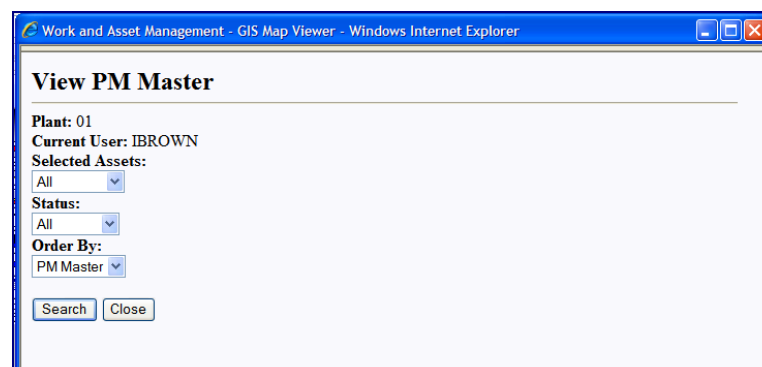 Work and Asset Management - GIS Map Viewer - Windows Internet Explorer
View PM Master
Plant: 01
Current User: IBROWN
Selected Assets:
All
Status:
All
Order By:
PM Master
Search Close